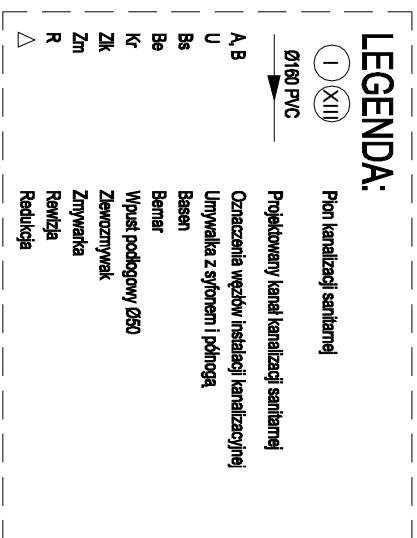 LEGENDA:
I XIII Pion kanalizacji sanitarnej
Ø160 PVC Projektowany kanał kanalizacji sanitarnej
A, B Oznaczenia węzłów instalacji kanalizacyjnej
U Umywalka z syfonem i półnogą
Bs Basen
Be Bemar
Kr Wpust podłogowy Ø50
Zlk Zlewozmywak
Zm Zmywarka
R Rewizja
Redukcja